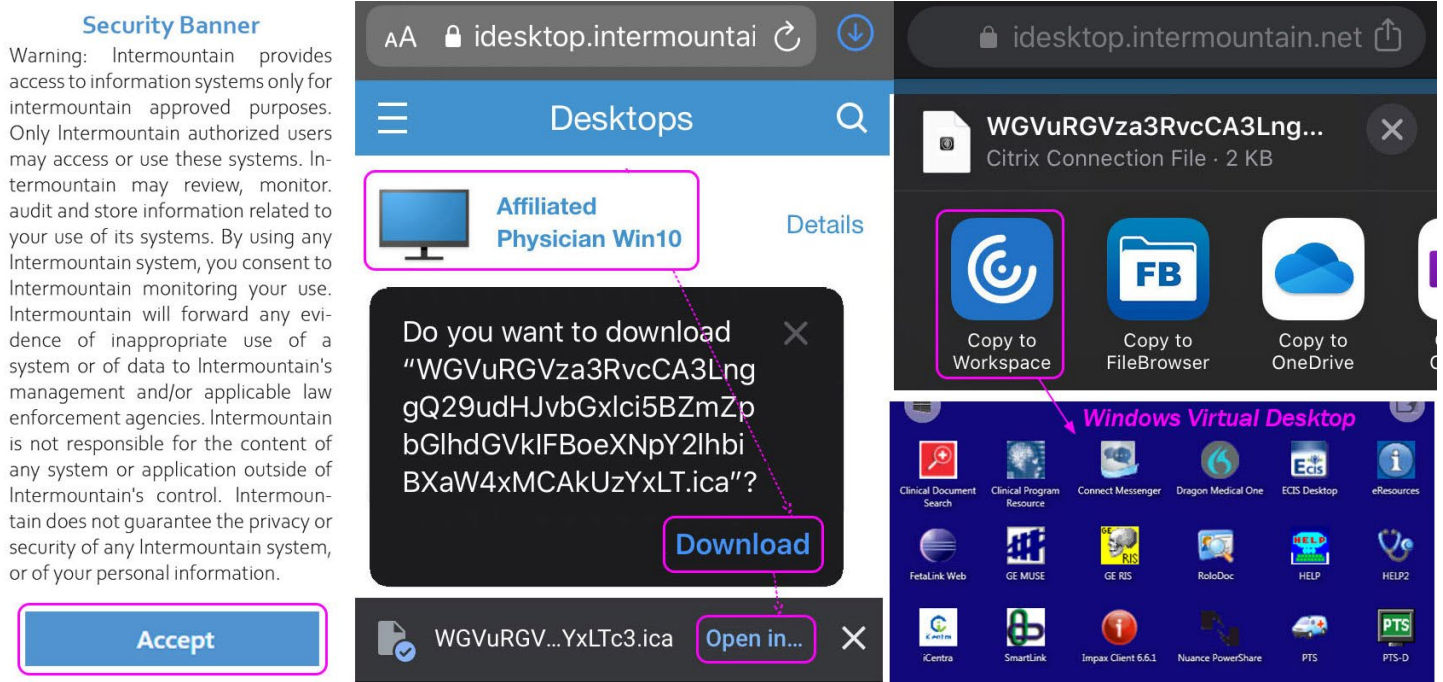 Security Banner
Warning: Intermountain provides
access to information systems only for
intermountain approved purposes.
Only Intermountain authorized users
may access or use these systems. In-
termountain may review, monitor.
audit and store information related to
your use of its systems. By using any
Intermountain system, you consent to
Intermountain monitoring your use.
Intermountain will forward any evi-
dence of inappropriate use of a
system or of data to Intermountain's
management and/or applicable law
enforcement agencies. Intermountain
is not responsible for the content of
any system or application outside of
Intermountain's control. Intermoun-
tain does not guarantee the privacy or
security of any Intermountain system,
or of your personal information.
Accept
AA idesktop.intermountai
Desktops
Affiliated
Physician Win10
Details
Do you want to download
“WGVuRGVza3RvcCA3Lng
gQ29udHJvbGxlci5BZmZp
bGlhdGVkIFBoeXNpY2lhbi
BXaW4xMCAkUzYxLT.ica”?
Download
WGVuRGV...YxLTc3.ica Open in...
idesktop.intermountain.net
WGVuRGVza3RvcCA3Lng...
Citrix Connection File · 2 KB
FB
Copy to
Workspace
Copy to
FileBrowser
Copy to
OneDrive
Windows Virtual Desktop
Ecis
Clinical Document
Search
Clinical Program
Resource
Connect Messenger
Dragon Medical One
ECIS Desktop
eResources
GE
RIS
HELP
FetaLink Web
GE MUSE
GE RIS
RoloDoc
HELP
HELP2
PTS
iCentra
SmartLink
Impax Client 6.6.1
Nuance PowerShare
PTS
PTS-D